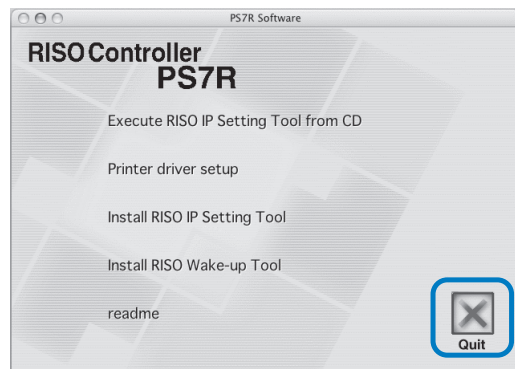 PS7R Software
RISO Controller
PS7R
Execute RISO IP Setting Tool from CD
Printer driver setup
Install RISO IP Setting Tool
Install RISO Wake-up Tool
readme
Quit